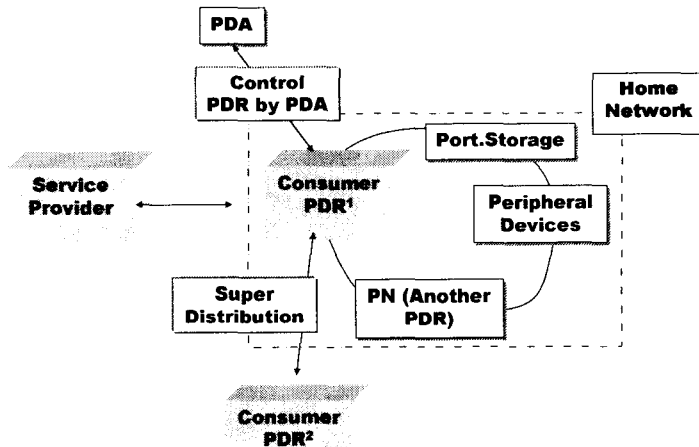 PDA
Control
PDR by PDA
Home
Network
Port.Storage
Service
Provider
Consumer
PDR¹
Peripheral
Devices
Super
Distribution
PN (Another
PDR)
Consumer
PDR²